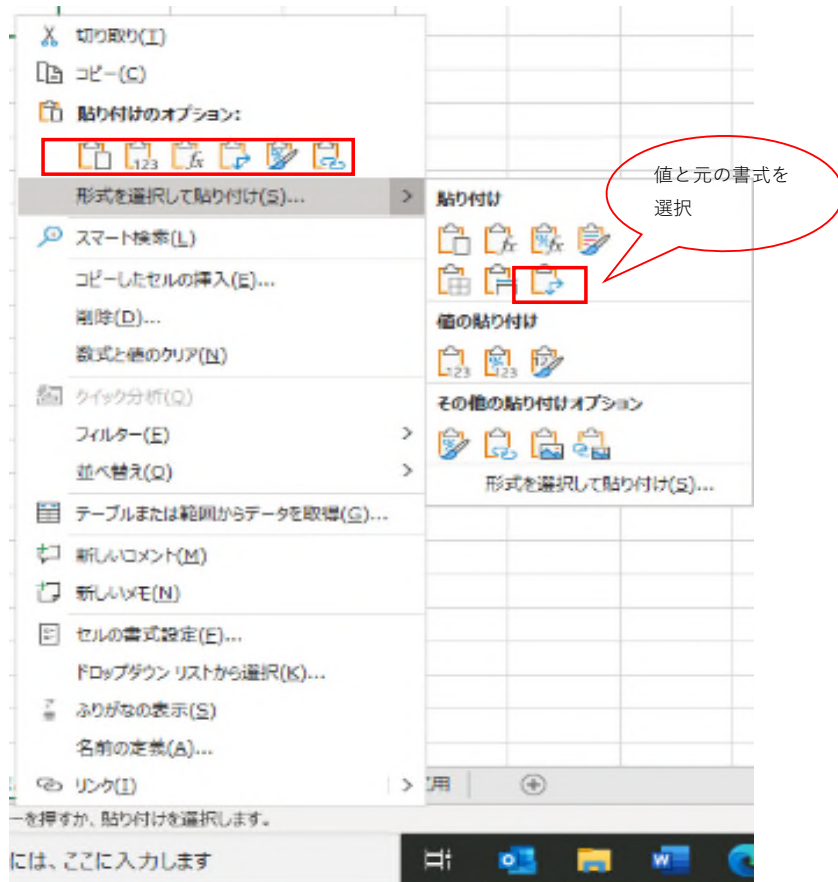 切り取り(T)
コピー(C)
貼り付けのオプション:
形式を選択して貼り付け(S)...
スマート検索(L)
コピーしたセルの挿入(E)...
削除(D)...
数式と値のクリア(N)
クイック分析(Q)
フィルター(E)
並べ替え(O)
テーブルまたは範囲からデータを取得(G)...
新しいコメント(M)
新しいメモ(N)
セルの書式設定(F)...
ドロップダウン リストから選択(K)...
ふりがなの表示(S)
名前の定義(A)...
リンク(I)
貼り付け
値の貼り付け
その他の貼り付けオプション
形式を選択して貼り付け(S)...
値と元の書式を
選択
用
ーを押すか、貼り付けを選択します。
には、ここに入力します